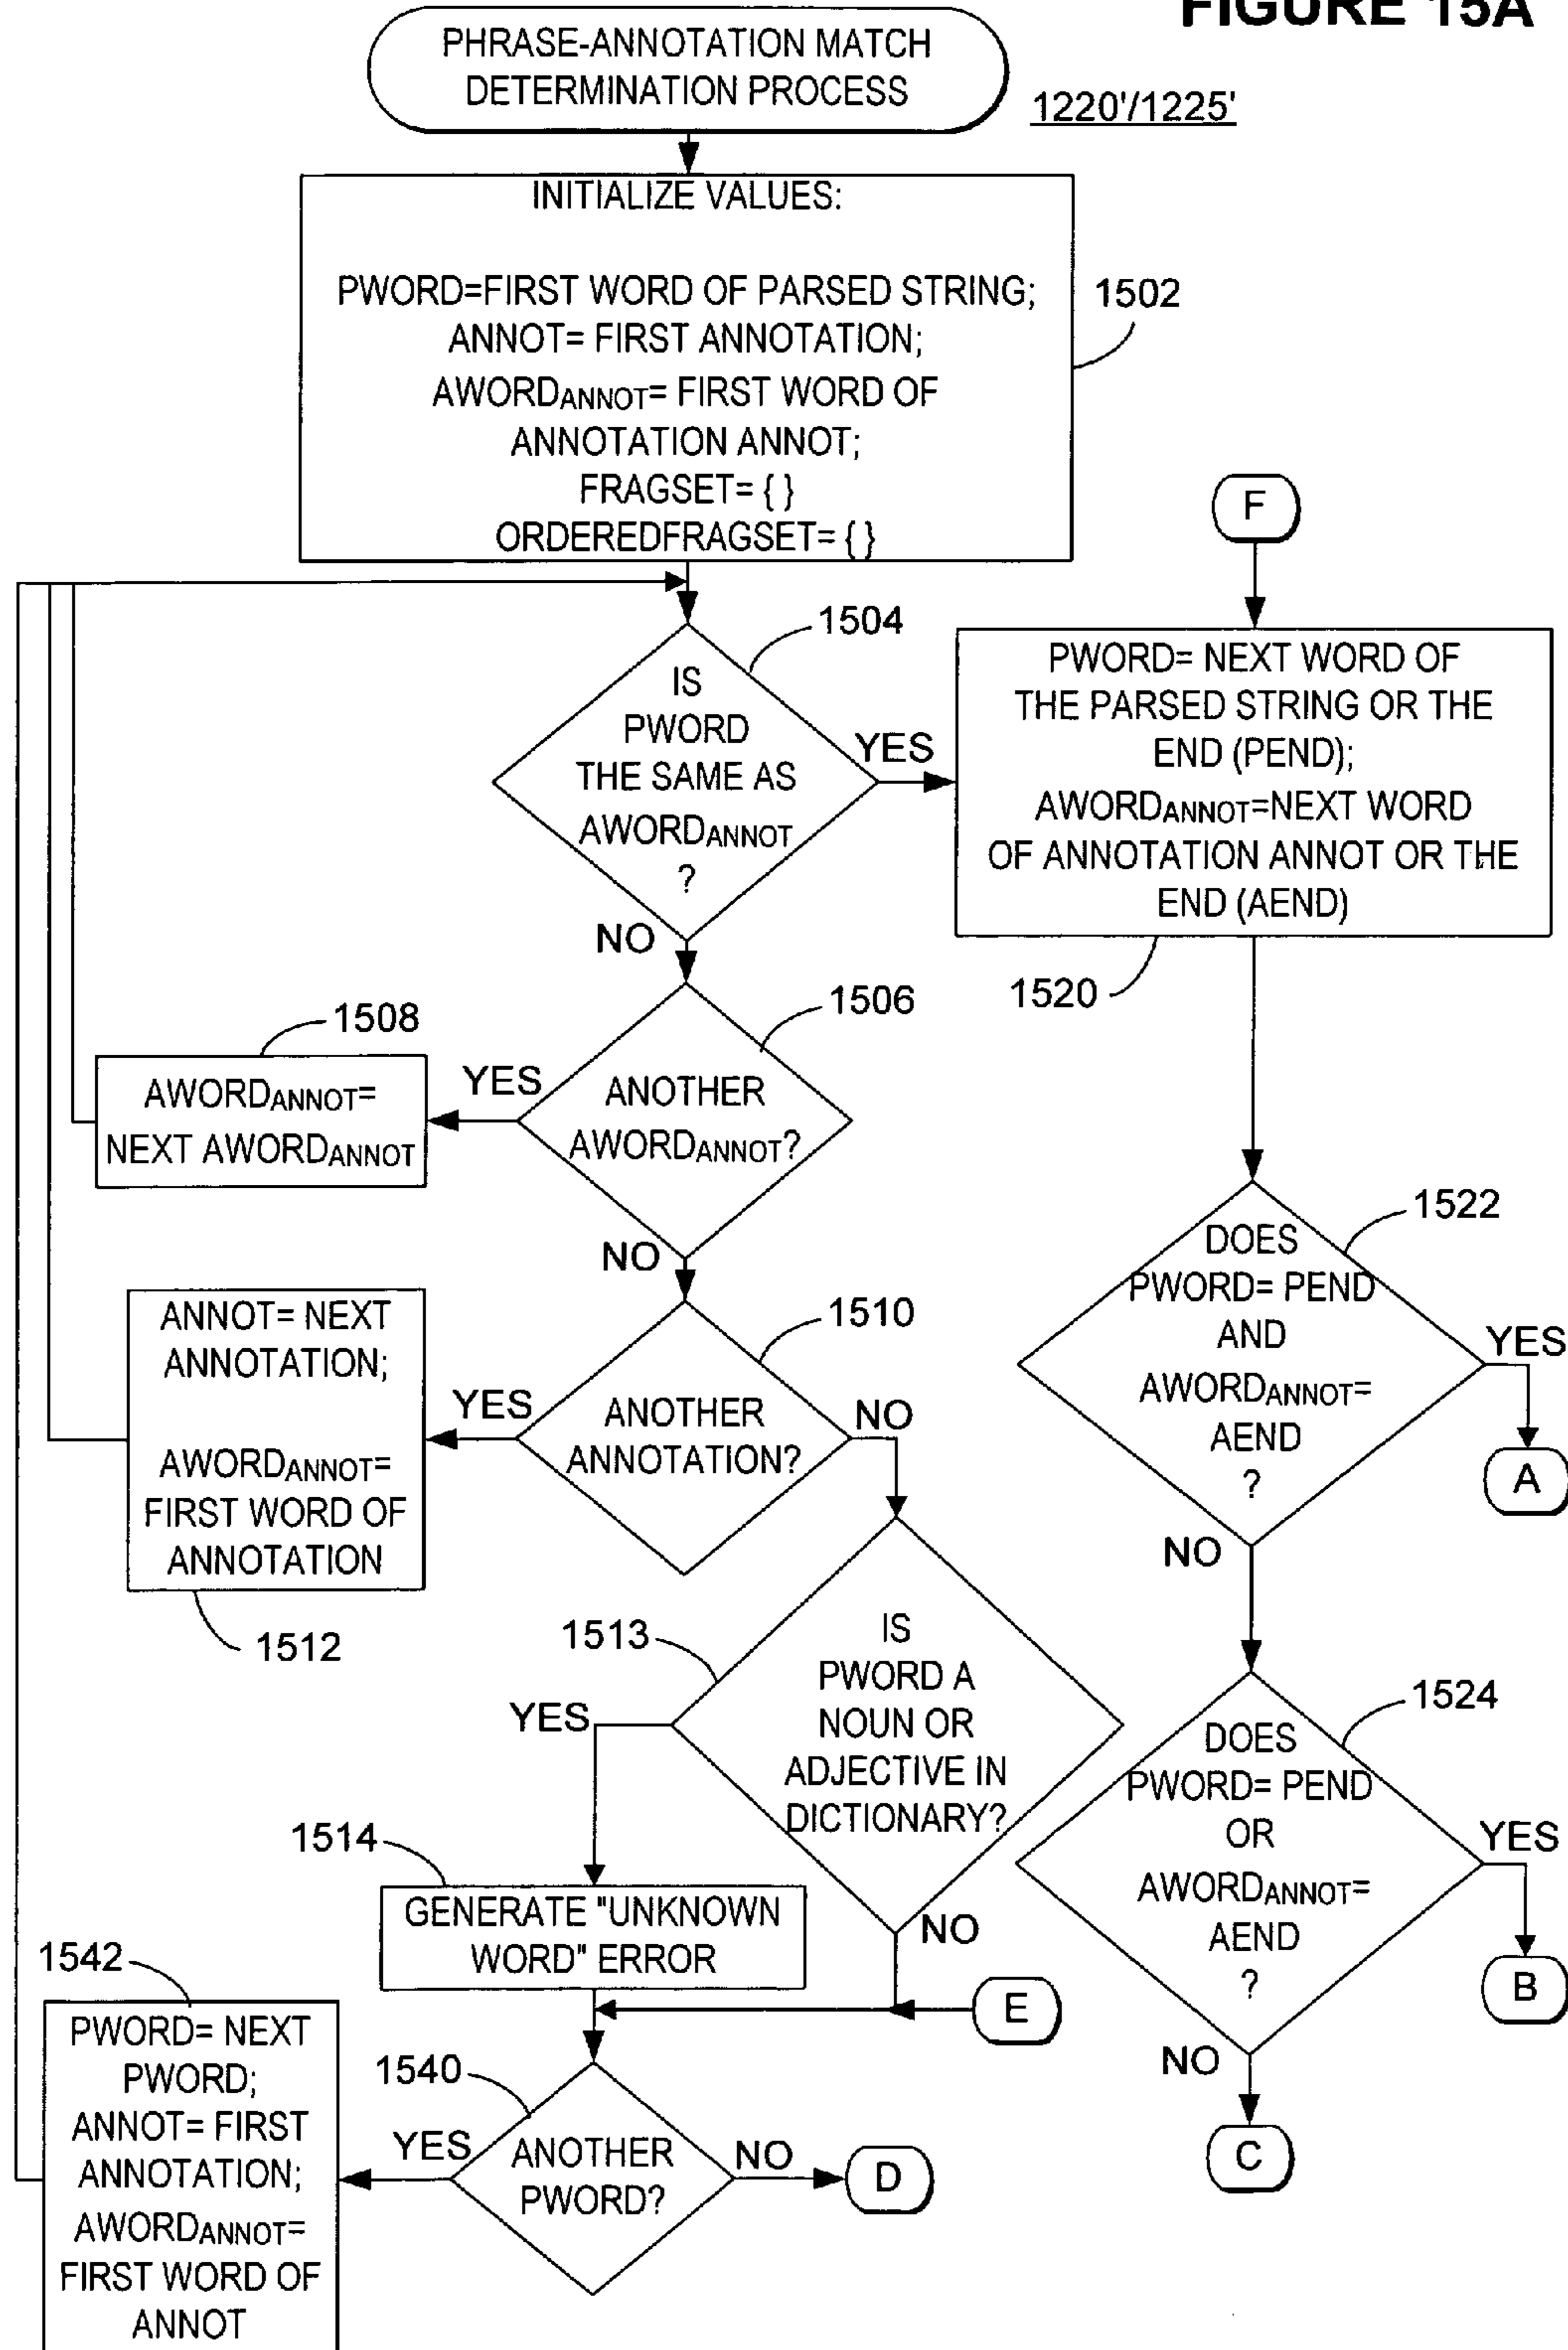 FIGURE 15A
PHRASE-ANNOTATION MATCH
DETERMINATION PROCESS
1220'/1225'
INITIALIZE VALUES:
PWORD=FIRST WORD OF PARSED STRING;
ANNOT= FIRST ANNOTATION;
AWORDANNOT= FIRST WORD OF
ANNOTATION ANNOT;
FRAGSET= { }
ORDEREDFRAGSET= { }
1502
F
1504
IS
PWORD
THE SAME AS
AWORDANNOT
?
YES
NO
PWORD= NEXT WORD OF
THE PARSED STRING OR THE
END (PEND);
AWORDANNOT=NEXT WORD
OF ANNOTATION ANNOT OR THE
END (AEND)
1520
1506
ANOTHER
AWORDANNOT?
YES
NO
1508
AWORDANNOT=
NEXT AWORDANNOT
1510
ANOTHER
ANNOTATION?
YES
NO
ANNOT= NEXT
ANNOTATION;
AWORDANNOT=
FIRST WORD OF
ANNOTATION
1512
1522
DOES
PWORD= PEND
AND
AWORDANNOT=
AEND
?
YES
A
NO
1513
IS
PWORD A
NOUN OR
ADJECTIVE IN
DICTIONARY?
YES
NO
1524
DOES
PWORD= PEND
OR
AWORDANNOT=
AEND
?
YES
B
NO
C
1514
GENERATE "UNKNOWN
WORD" ERROR
E
1540
ANOTHER
PWORD?
YES
NO
D
1542
PWORD= NEXT
PWORD;
ANNOT= FIRST
ANNOTATION;
AWORDANNOT=
FIRST WORD OF
ANNOT